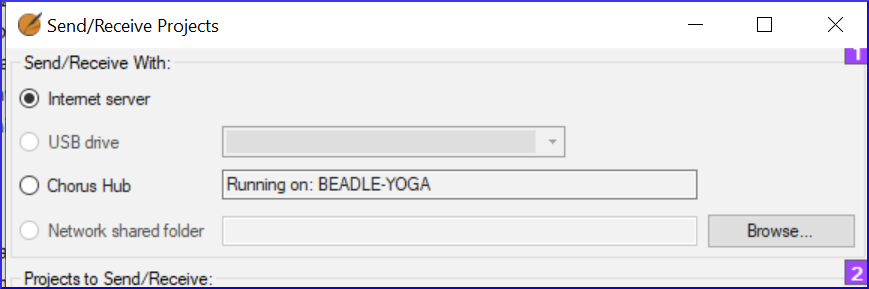 Send/Receive Projects
Send/Receive With:
1
Internet server
USB drive
Chorus Hub Running on: BEADLE-YOGA
Network shared folder Browse...
Projects to Send/Receive:
2